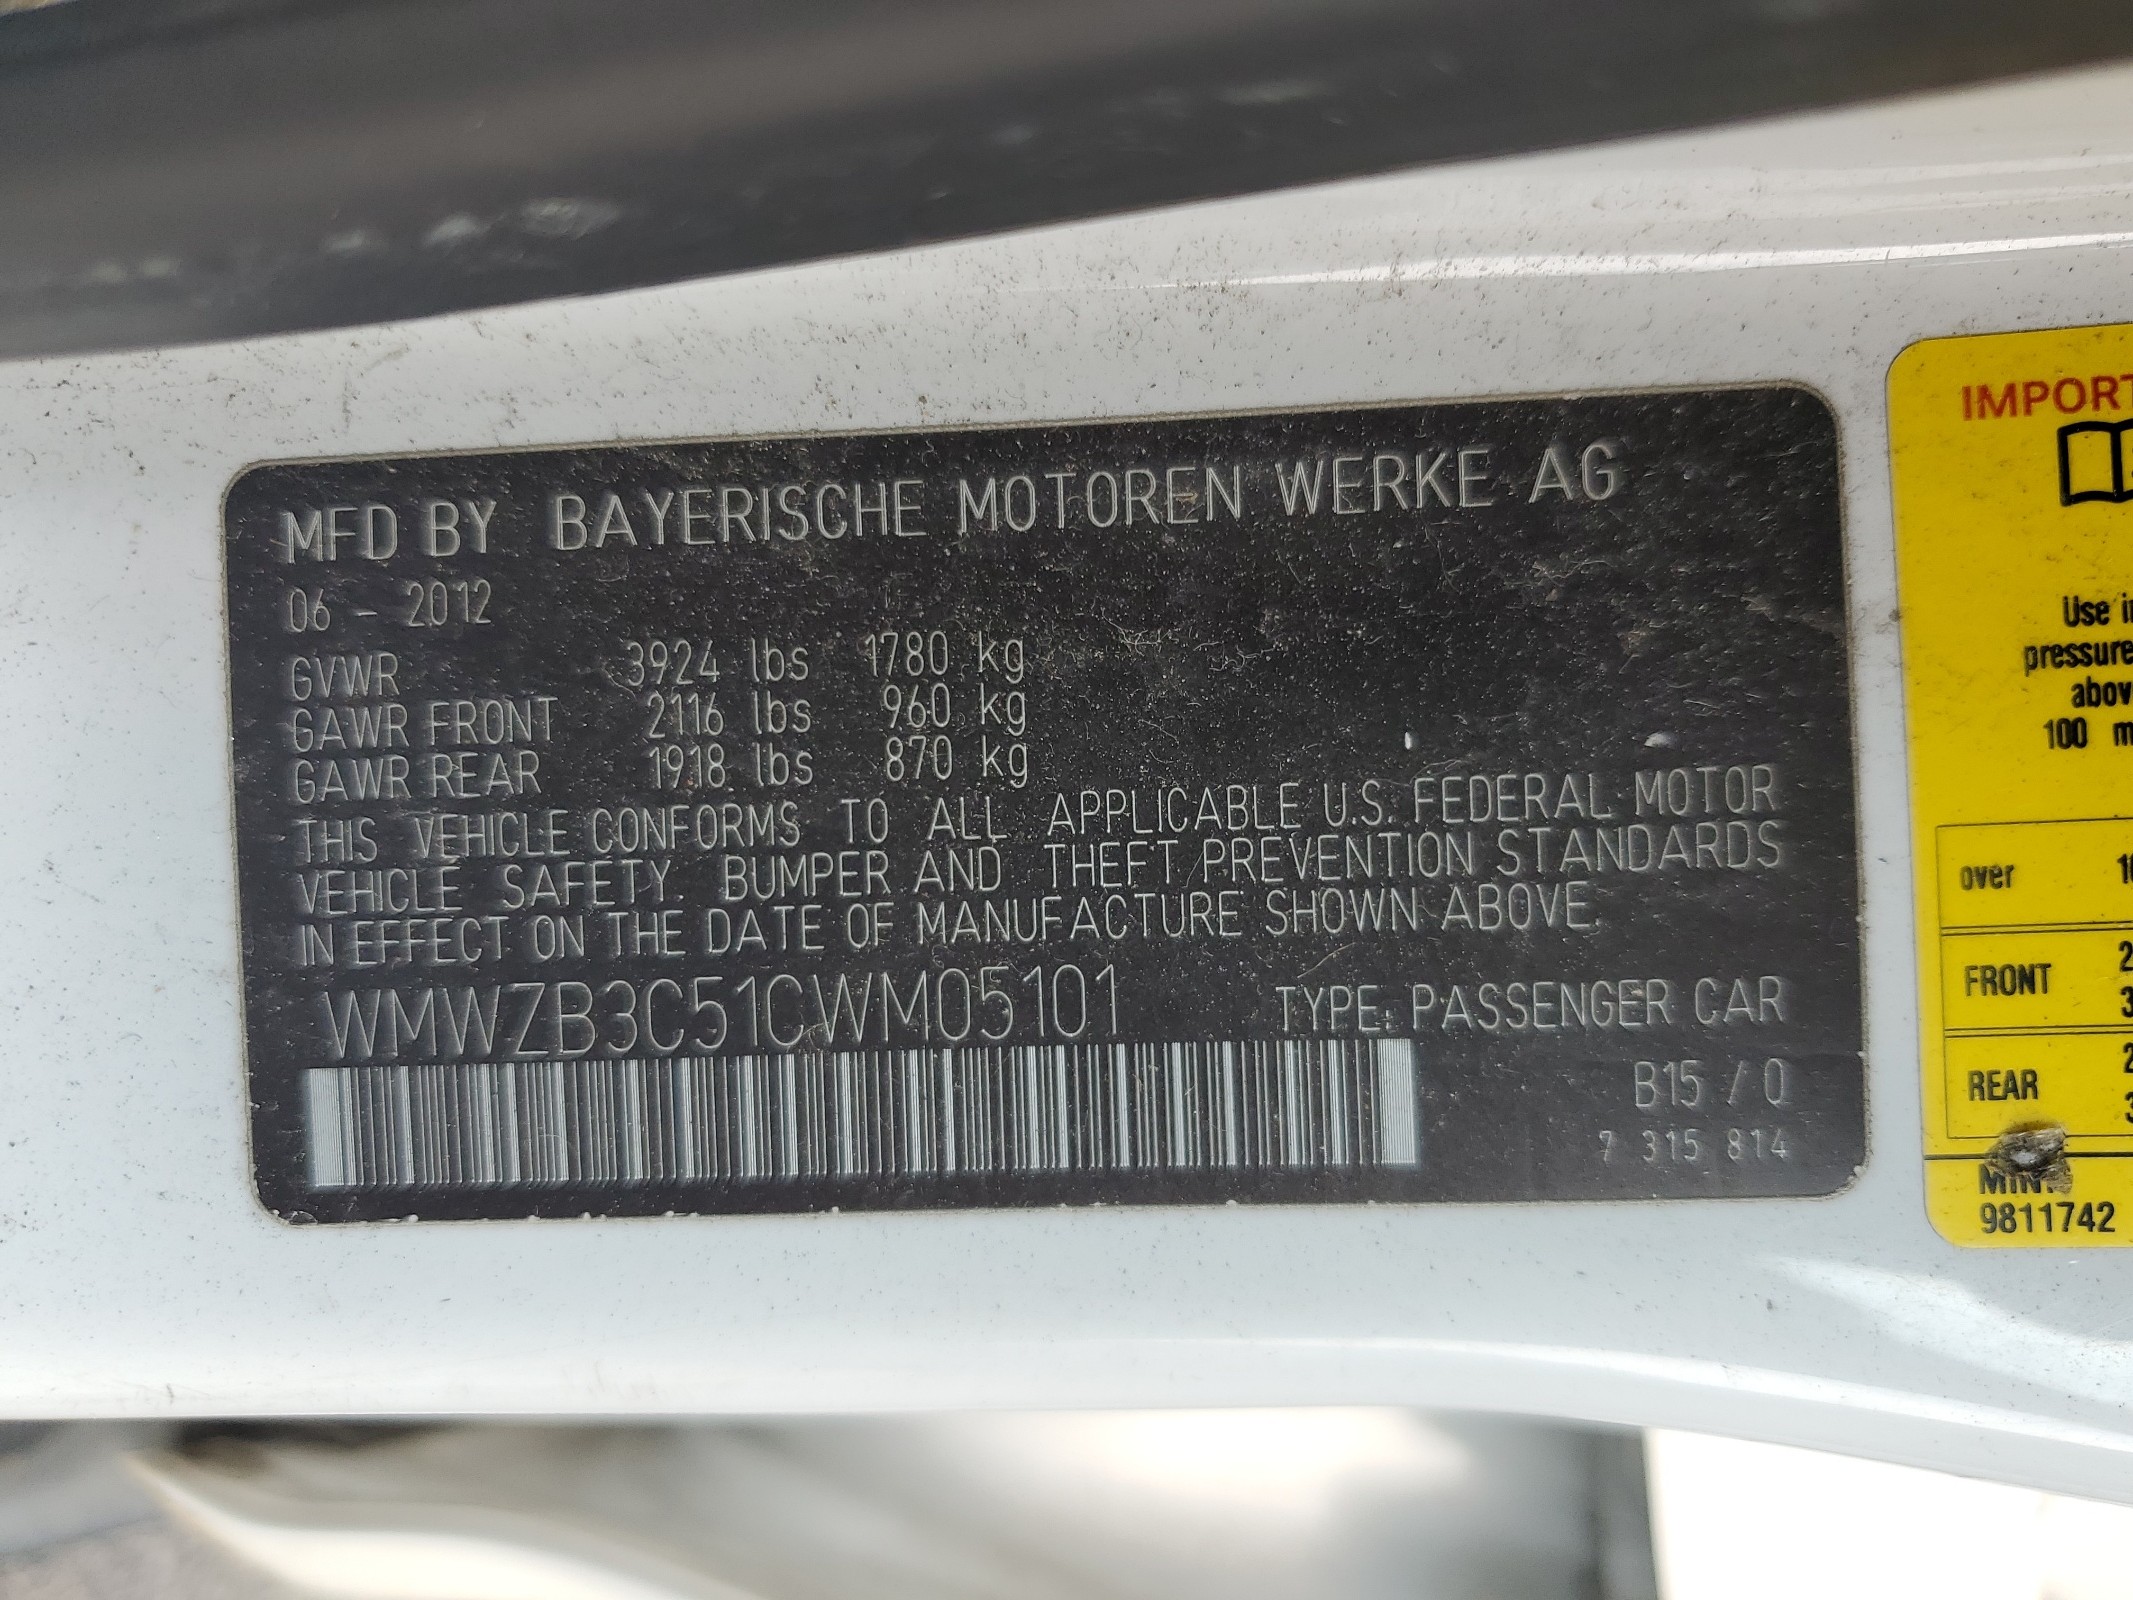 MFD BY BAYERISCHE MOTOREN WERKE AG
06 - 2012
GVWR 3924 lbs 1780 kg
GAWR FRONT 2116 lbs 960 kg
GAWR REAR 1918 lbs 870 kg
THIS VEHICLE CONFORMS TO ALL APPLICABLE U.S. FEDERAL MOTOR
VEHICLE SAFETY, BUMPER AND THEFT PREVENTION STANDARDS
IN EFFECT ON THE DATE OF MANUFACTURE SHOWN ABOVE.
WMWZB3C51CWM05101 TYPE: PASSENGER CAR
B15 / 0
7 315 814
IMPORT
Use
pressure
abov
100 m
over
FRONT
REAR
MINI
9811742